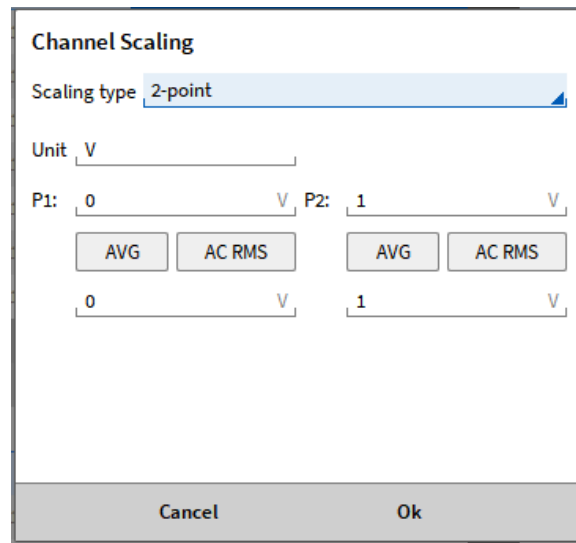 Channel Scaling
Scaling type 2-point
Unit V
P1: 0 V P2: 1 V
AVG AC RMS AVG AC RMS
0 V 1 V
Cancel Ok